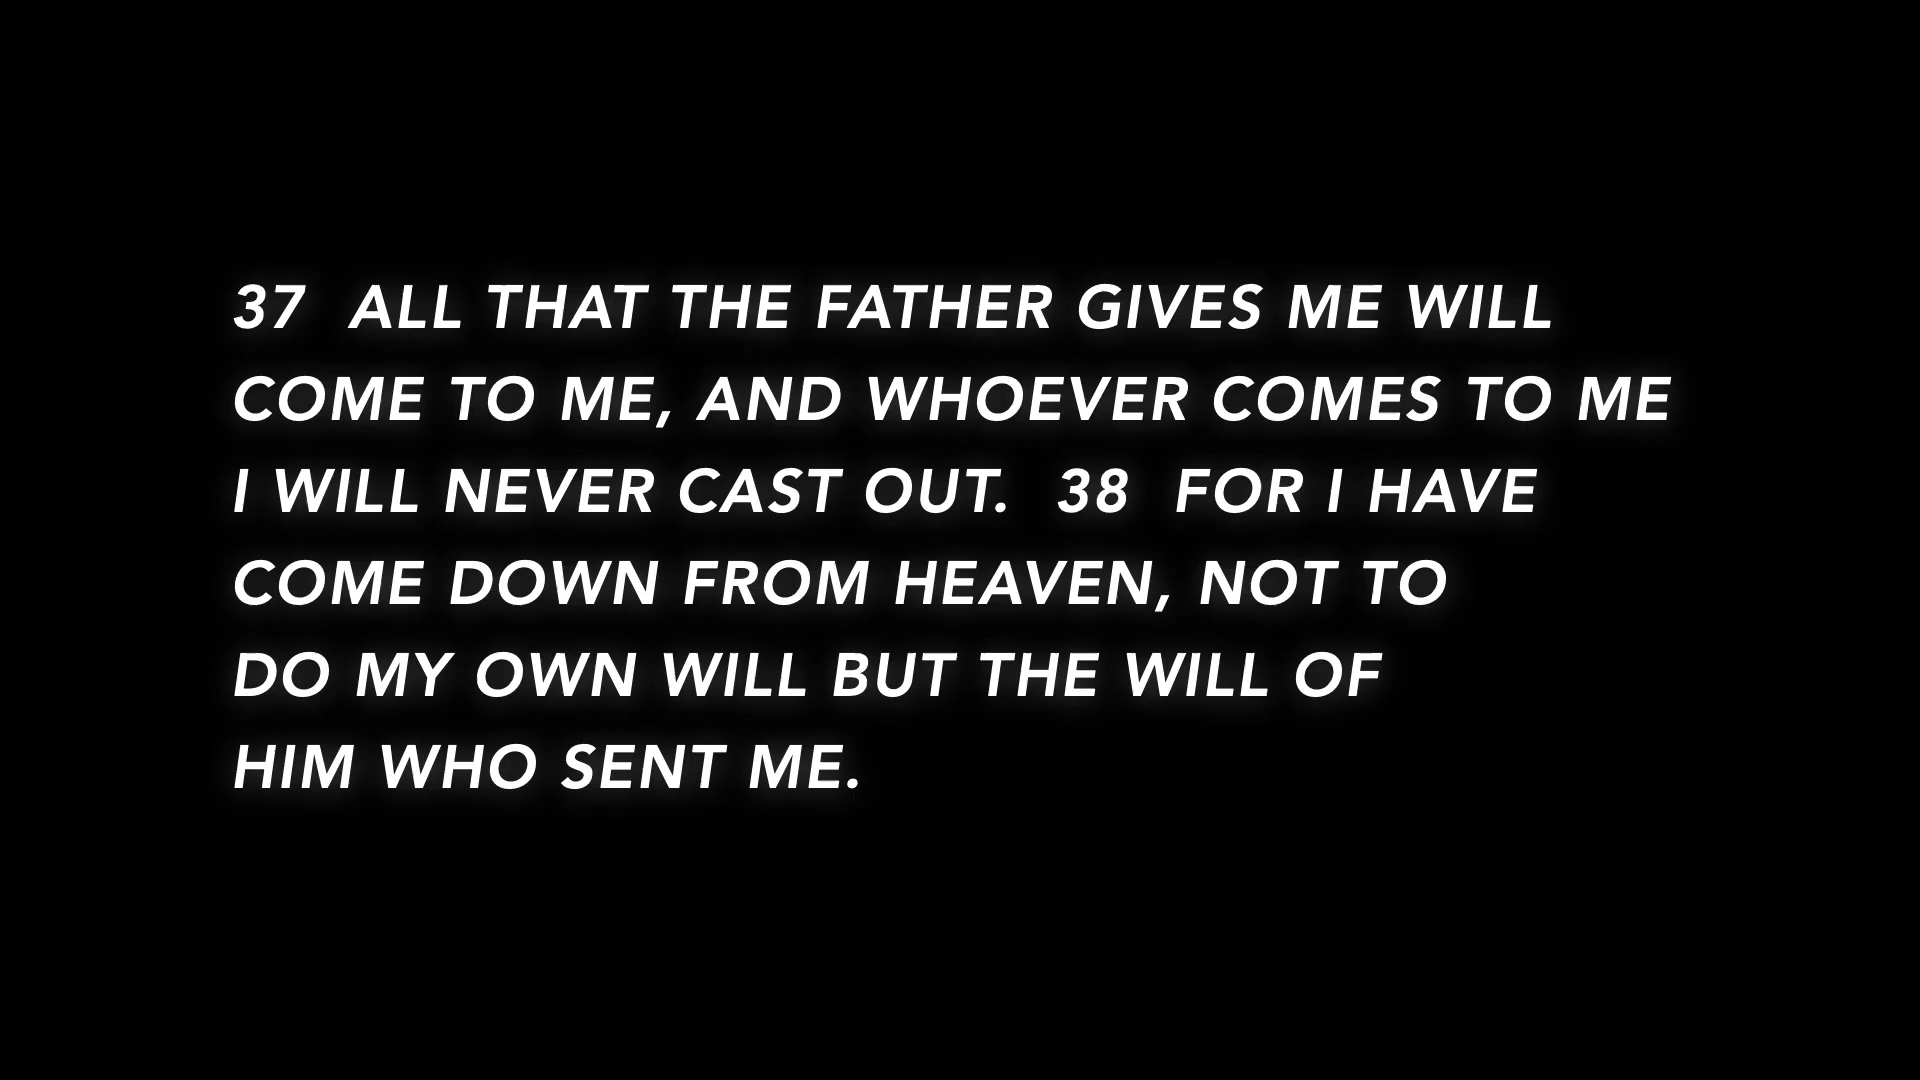 37 ALL THAT THE FATHER GIVES ME WILL
COME TO ME, AND WHOEVER COMES TO ME
I WILL NEVER CAST OUT. 38 FOR I HAVE
COME DOWN FROM HEAVEN, NOT TO
DO MY OWN WILL BUT THE WILL OF
HIM WHO SENT ME.